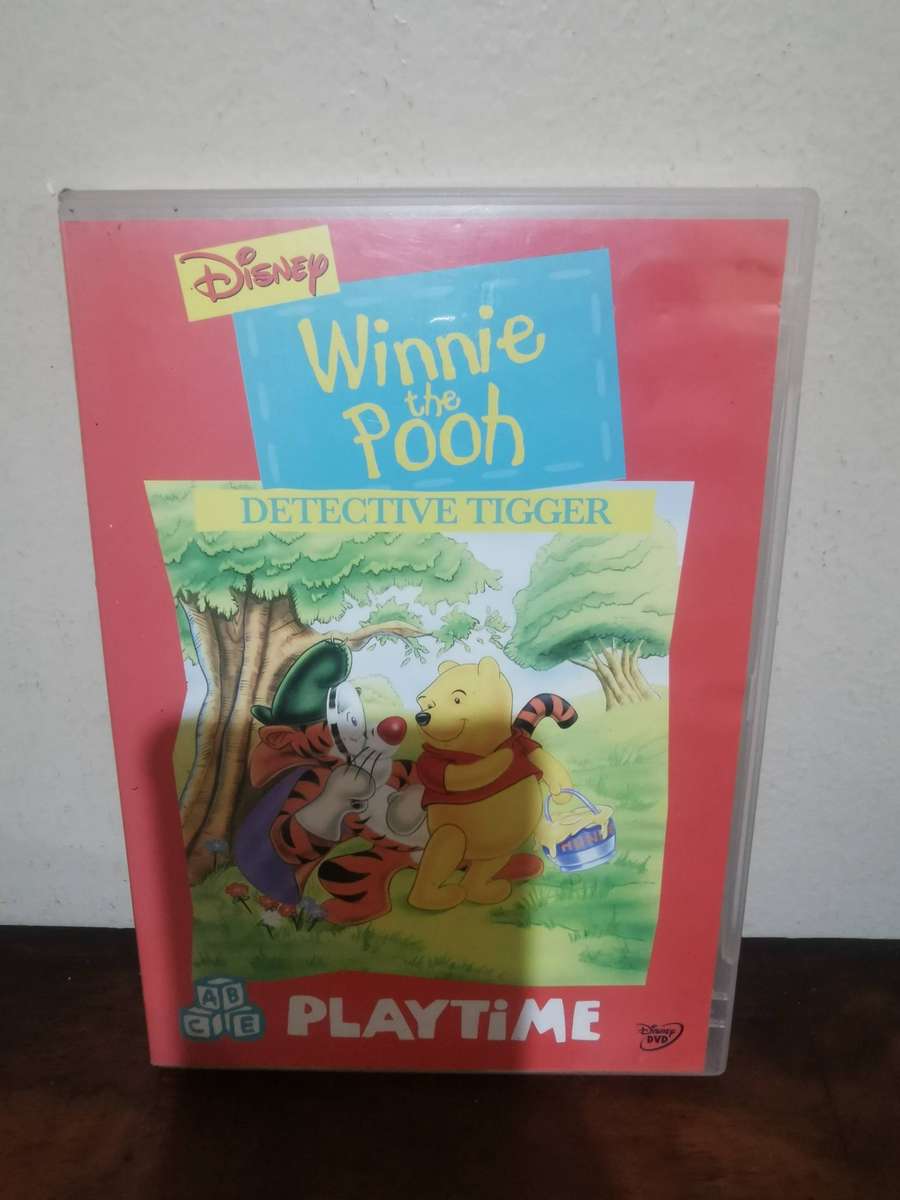 Disney
Winnie
the
Pooh
DETECTIVE TIGGER
HUNNY
A B
C E
PLAYTiME
Disney
DVD